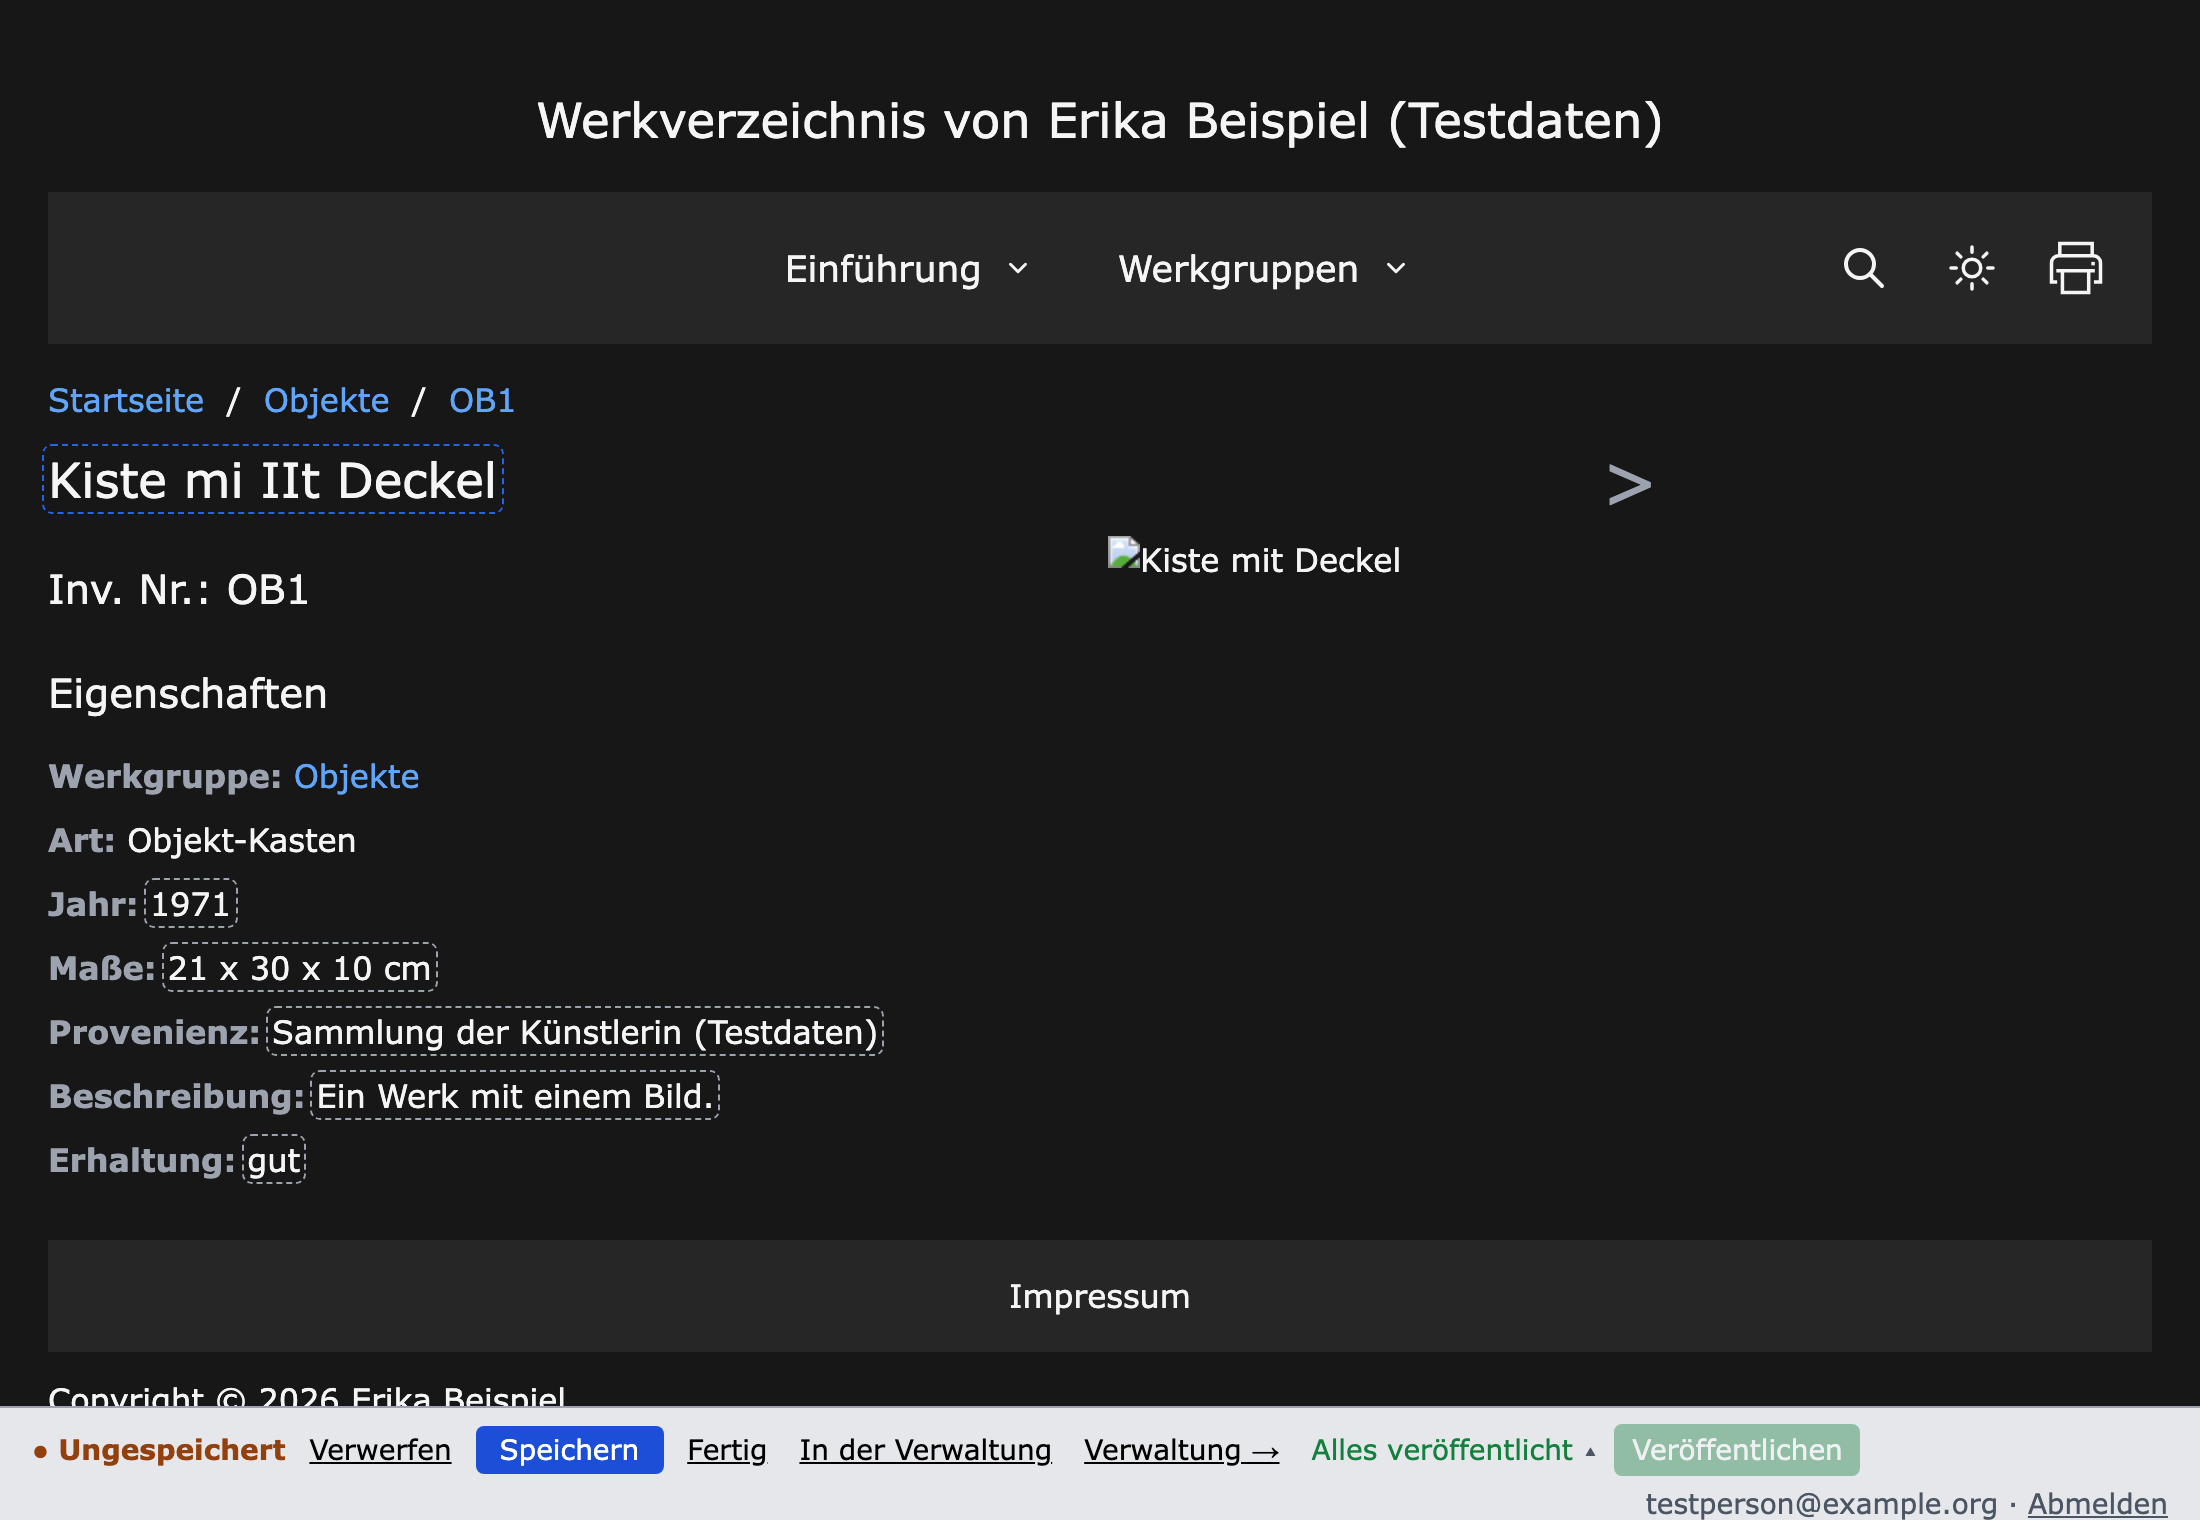 Werkverzeichnis von Erika Beispiel (Testdaten)
Einführung Werkgruppen
Startseite / Objekte / OB1
Kiste mi IIt Deckel
>
Kiste mit Deckel
Inv. Nr.: OB1
Eigenschaften
Werkgruppe: Objekte
Art: Objekt-Kasten
Jahr: 1971
Maße: 21 x 30 x 10 cm
Provenienz: Sammlung der Künstlerin (Testdaten)
Beschreibung: Ein Werk mit einem Bild.
Erhaltung: gut
Impressum
Copyright © 2026 Erika Beispiel
● Ungespeichert Verwerfen Speichern Fertig In der Verwaltung Verwaltung → Alles veröffentlicht ▴ Veröffentlichen
testperson@example.org · Abmelden